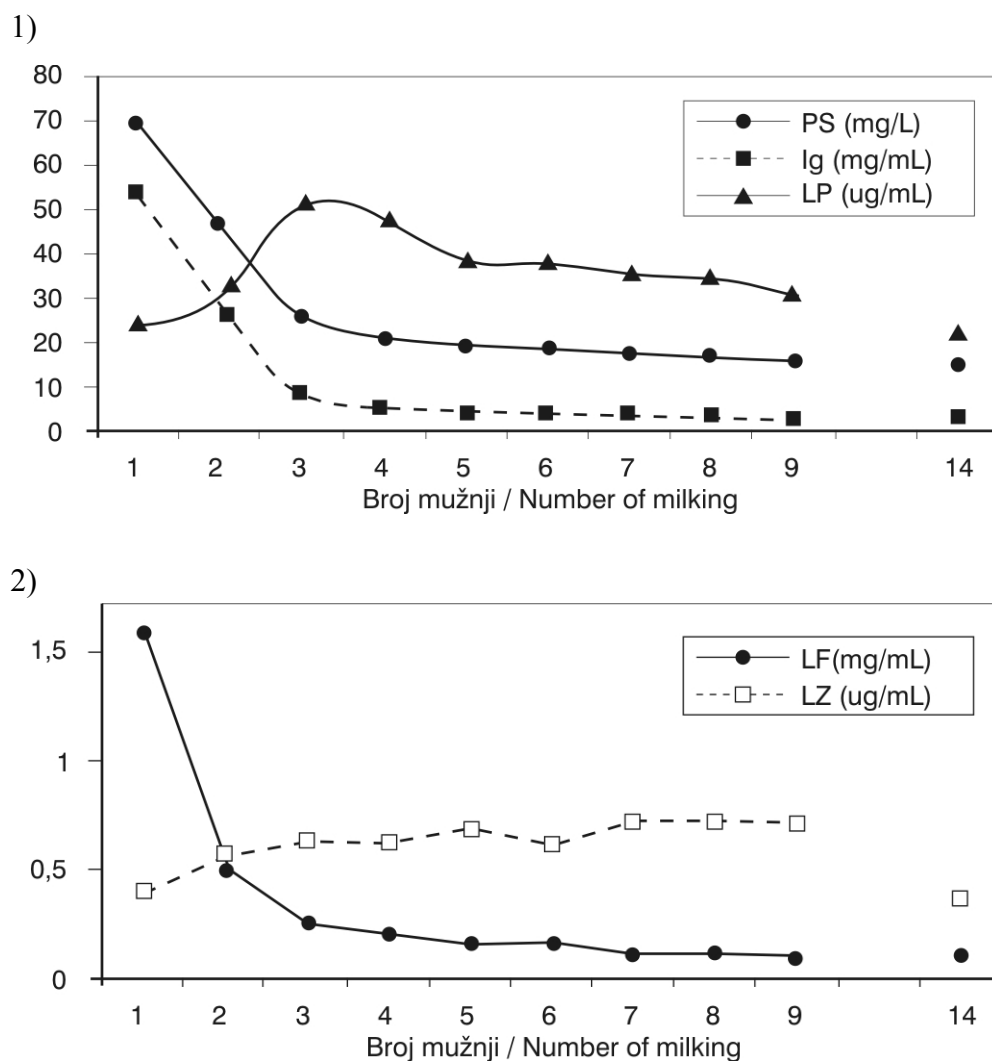 1)
80
70
60
50
40
30
20
10
0
PS (mg/L)
Ig (mg/mL)
LP (ug/mL)
1 2 3 4 5 6 7 8 9 14
Broj mužnji / Number of milking
2)
1,5
1
0,5
0
LF(mg/mL)
LZ (ug/mL)
1 2 3 4 5 6 7 8 9 14
Broj mužnji / Number of milking